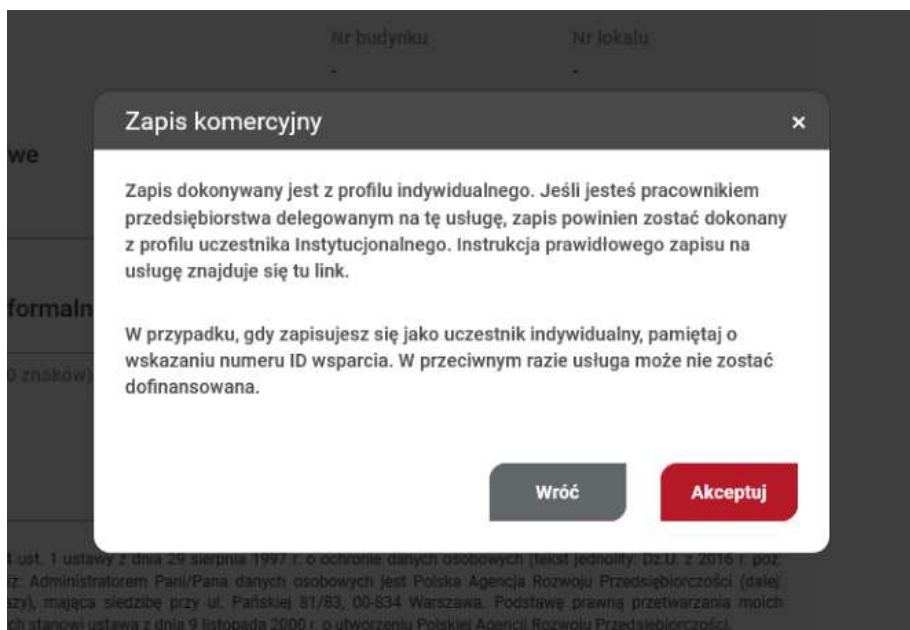 Nr budynku Nr lokalu
- -
Zapis komercyjny ×
we
Zapis dokonywany jest z profilu indywidualnego. Jeśli jesteś pracownikiem
przedsiębiorstwa delegowanym na tę usługę, zapis powinien zostać dokonany
z profilu uczestnika Instytucjonalnego. Instrukcja prawidłowego zapisu na
usługę znajduje się tu link.
formaln
W przypadku, gdy zapisujesz się jako uczestnik indywidualny, pamiętaj o
wskazaniu numeru ID wsparcia. W przeciwnym razie usługa może nie zostać
0 znaków)
dofinansowana.
Wróć Akceptuj
ust. 1 ustawy z dnia 29 sierpnia 1997 r. o ochronie danych osobowych (tekst jednolity: Dz.U. z 2016 r. poz.
Administratorem Pani/Pana danych osobowych jest Polska Agencja Rozwoju Przedsiębiorczości (dalej:
mająca siedzibę przy ul. Pańskiej 81/83, 00-834 Warszawa. Podstawę prawną przetwarzania moich
ch stanowi ustawa z dnia 9 listopada 2000 r. o utworzeniu Polskiej Agencji Rozwoju Przedsiębiorczości.